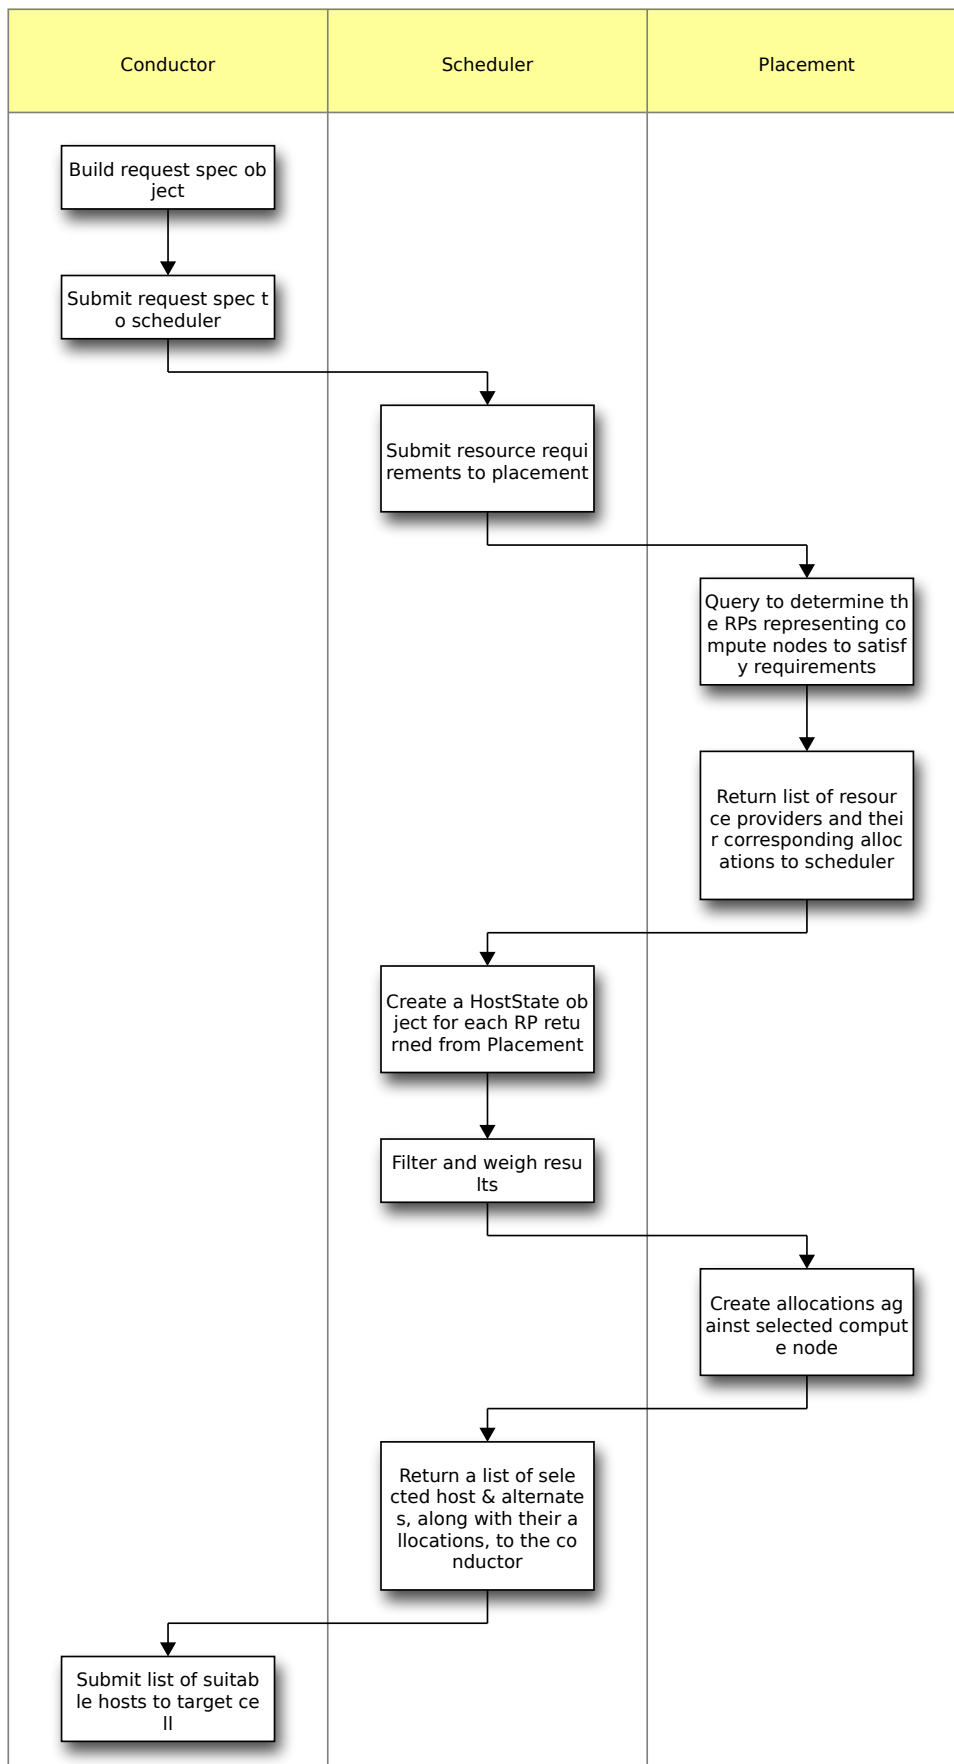 Conductor
Scheduler
Placement
Build request spec ob
ject
Submit request spec t
o scheduler
Submit resource requi
rements to placement
Query to determine th
e RPs representing co
mpute nodes to satisf
y requirements
Return list of resour
ce providers and thei
r corresponding alloc
ations to scheduler
Create a HostState ob
ject for each RP retu
rned from Placement
Filter and weigh resu
lts
Create allocations ag
ainst selected comput
e node
Return a list of sele
cted host & alternate
s, along with their a
llocations, to the co
nductor
Submit list of suitab
le hosts to target ce
ll